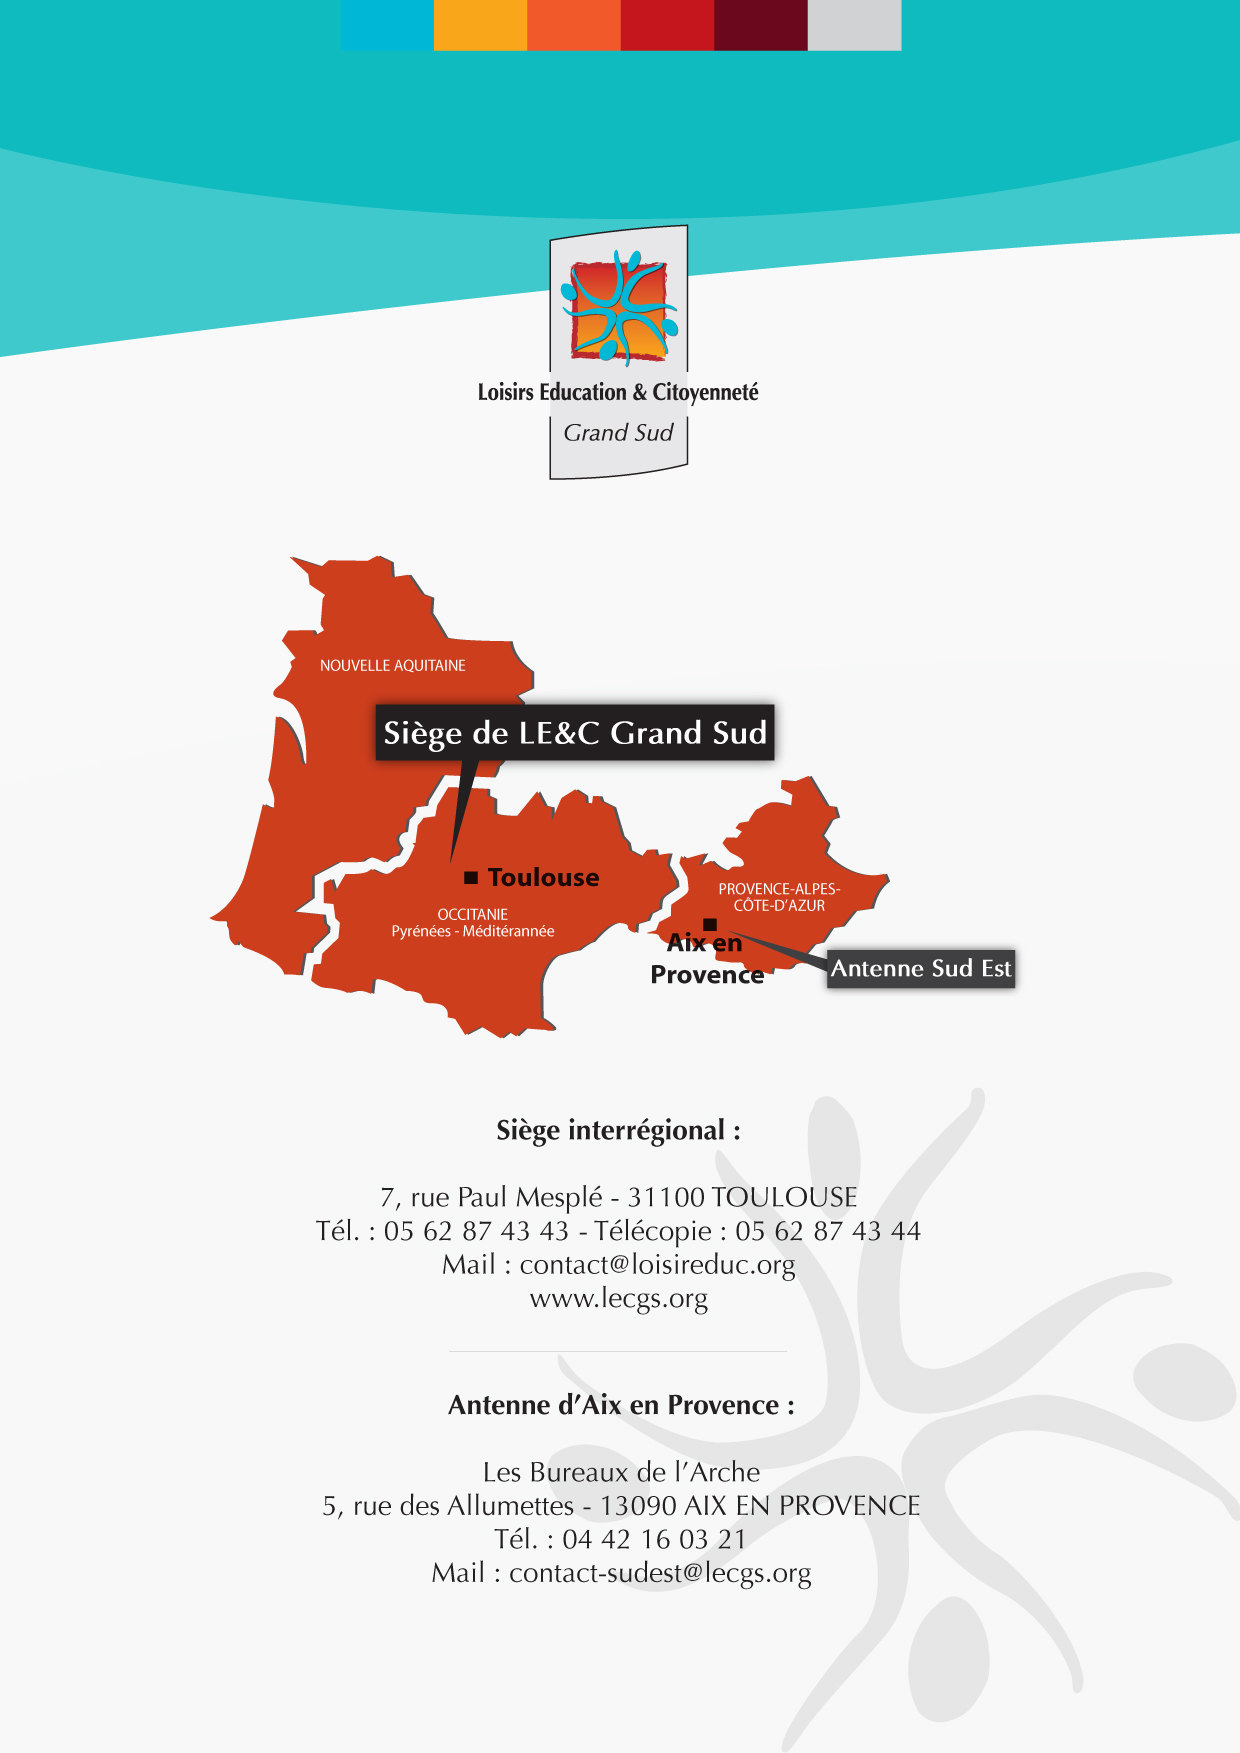 Loisirs Education & Citoyenneté
Grand Sud
NOUVELLE AQUITAINE
Siège de LE&C Grand Sud
Toulouse
OCCITANIE
Pyrénées - Méditérannée
PROVENCE-ALPES-
CÔTE-D'AZUR
Aix en
Provence
Antenne Sud Est
Siège interrégional :
7, rue Paul Mesplé - 31100 TOULOUSE
Tél. : 05 62 87 43 43 - Télécopie : 05 62 87 43 44
Mail : contact@loisireduc.org
www.lecgs.org
Antenne d'Aix en Provence :
Les Bureaux de l'Arche
5, rue des Allumettes - 13090 AIX EN PROVENCE
Tél. : 04 42 16 03 21
Mail : contact-sudest@lecgs.org